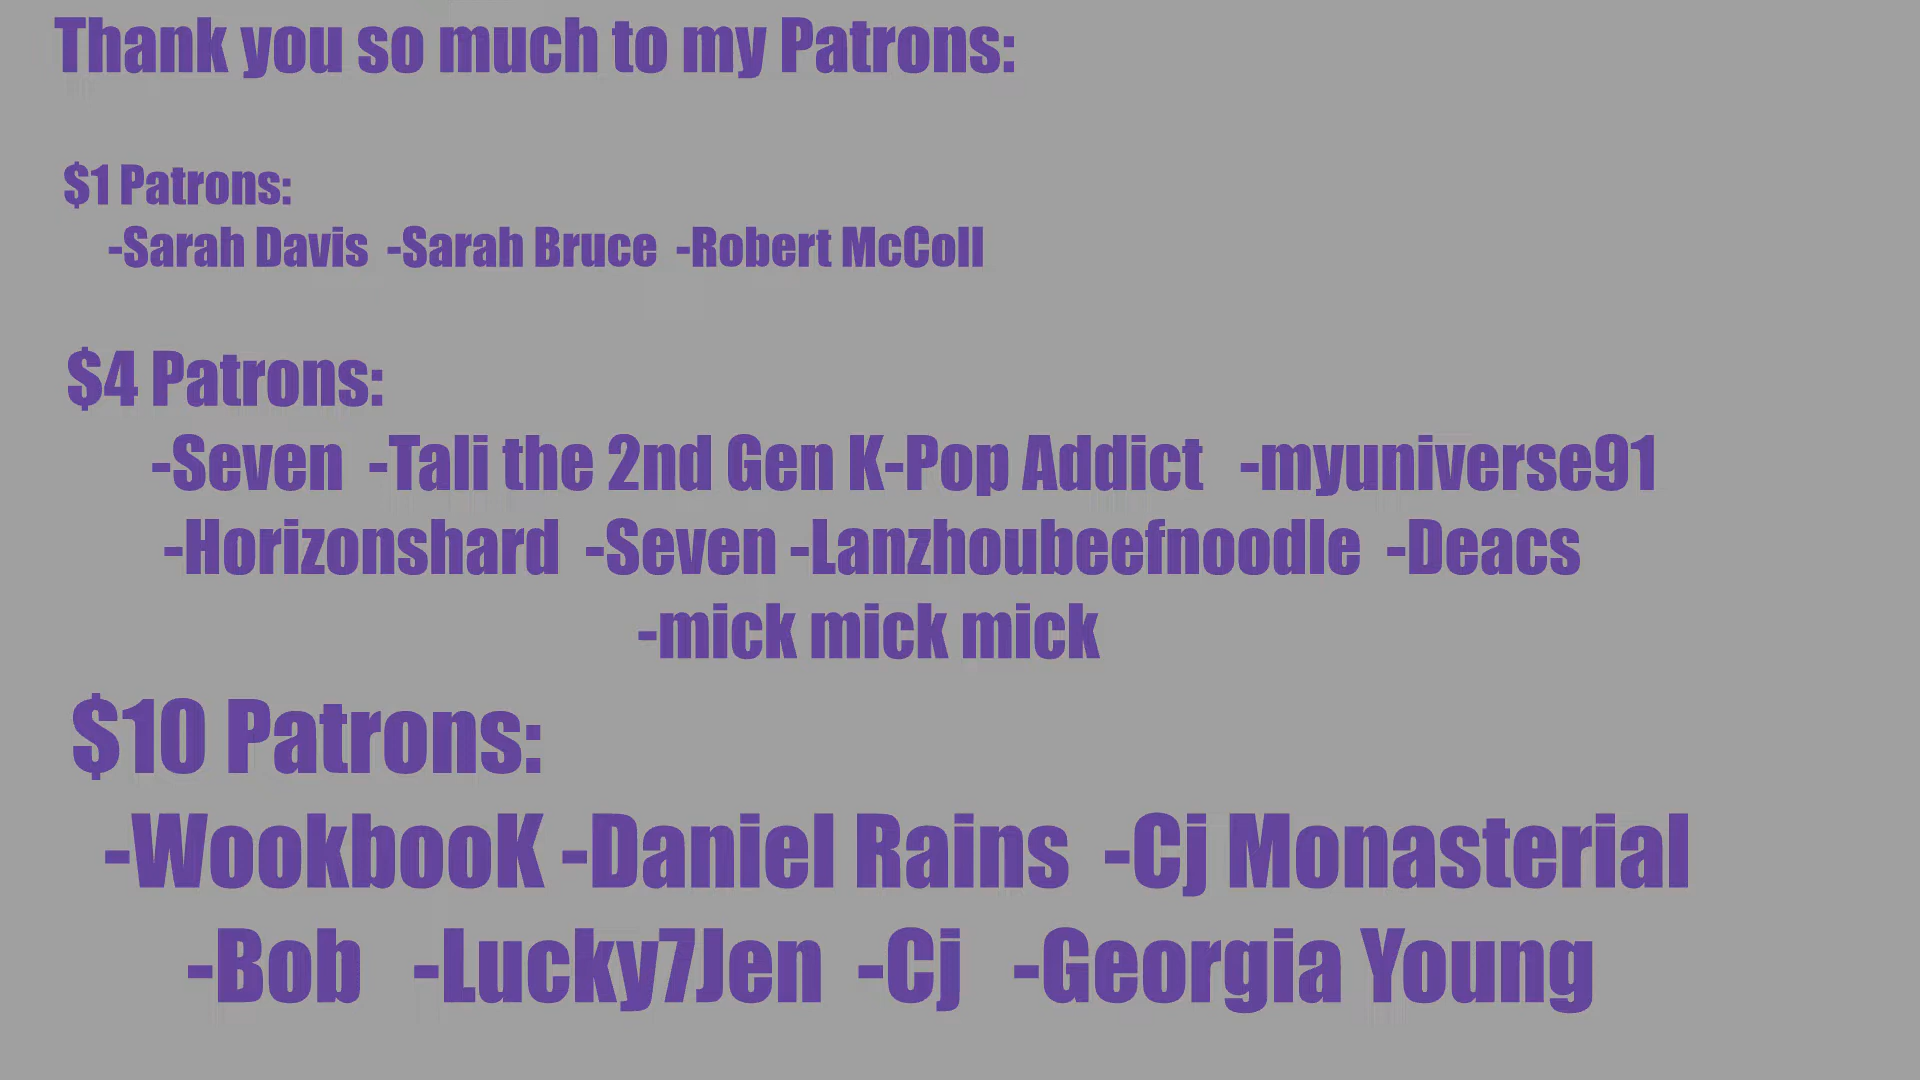 Thank you so much to my Patrons:
$1 Patrons:
-Sarah Davis -Sarah Bruce -Robert McColl
$4 Patrons:
-Seven -Tali the 2nd Gen K-Pop Addict -myuniverse91
-Horizonshard -Seven -Lanzhoubeefnoodle -Deacs
-mick mick mick
$10 Patrons:
-WookbooK -Daniel Rains -Cj Monasterial
-Bob -Lucky7Jen -Cj -Georgia Young